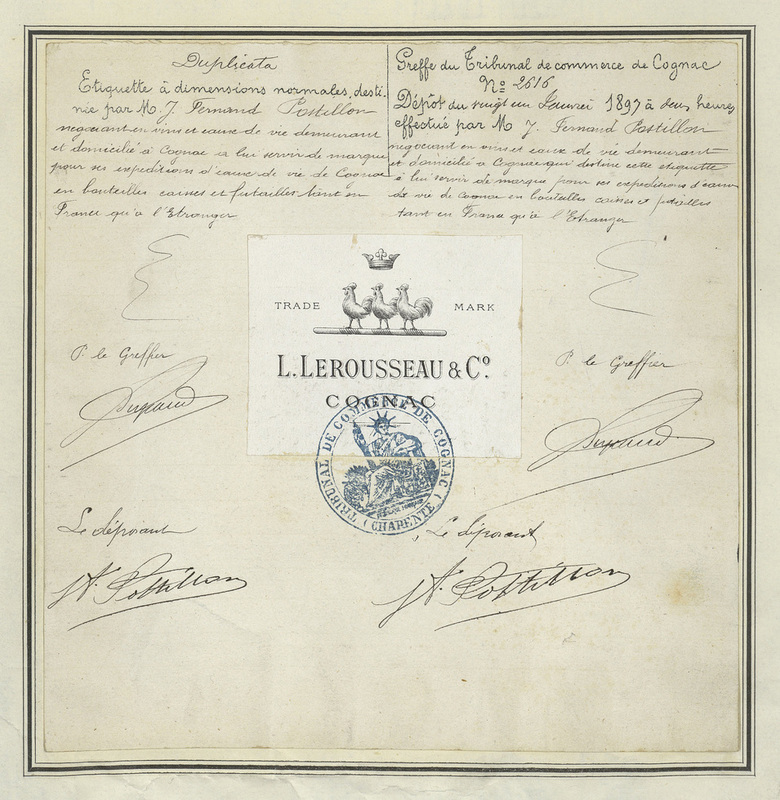 Duplicata
Etiquette à dimensions normales, desti-
née par M. J. Fernand Postillon
negociant en vins et eaux de vie demeurant
et domicilié à Cognac à lui servir de marque
pour ses expeditions d'eaux de vie de Cognac
en bouteilles caisses et futailles tant en
France qu'à l'Etranger
Greffe du Tribunal de commerce de Cognac
No 2616
Dépôt du vingt un Janvier 1897 à deux heures
effectué par M J. Fernand Postillon
negociant en vins et eaux de vie demeurant
et domicilié à Cognac qui destine cette etiquette
à lui servir de marque pour ses expeditions d'eaux
de vie de cognac en bouteilles caisses et futailles
tant en France qu'à l'Etranger
TRADE MARK
L. LEROUSSEAU & Co.
COGNAC
P. le Greffier
P. le Greffier
TRIBUNAL DE COMMERCE DE COGNAC
(CHARENTE)
Le déposant
Le déposant
Postillon
Postillon